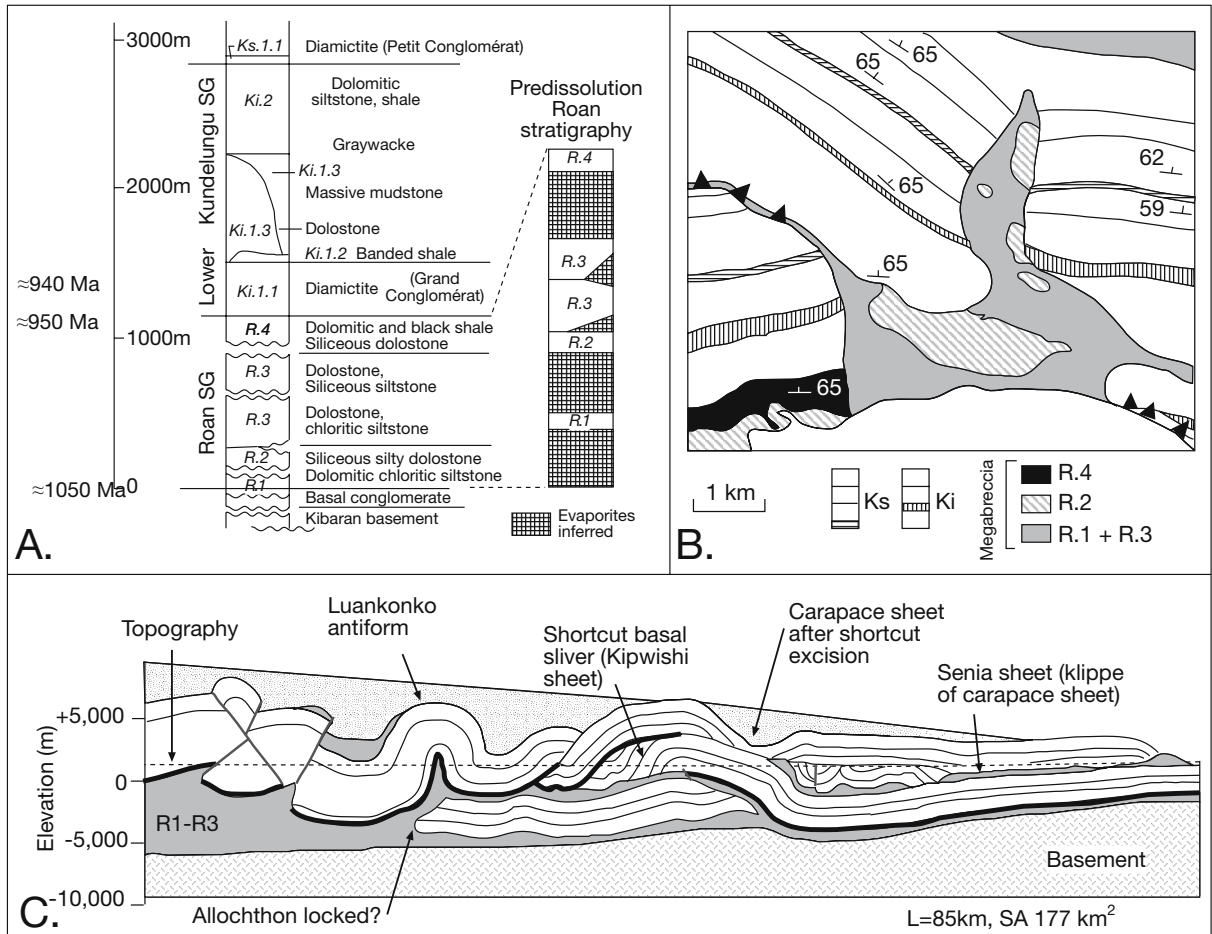 A.
3000m
2000m
1000m
0
≈940 Ma
≈950 Ma
≈1050 Ma
Lower Kundelungu SG
Roan SG
Ks.1.1
Diamictite (Petit Conglomérat)
Ki.2
Dolomitic
siltstone, shale
Graywacke
Ki.1.3
Massive mudstone
Ki.1.3
Dolostone
Ki.1.2 Banded shale
Ki.1.1
Diamictite
(Grand
Conglomérat)
R.4
Dolomitic and black shale
Siliceous dolostone
R.3
Dolostone,
Siliceous siltstone
R.3
Dolostone,
chloritic siltstone
R.2
Siliceous silty dolostone
Dolomitic chloritic siltstone
R.1
Basal conglomerate
Kibaran basement
Predissolution
Roan
stratigraphy
R.4
R.3
R.3
R.2
R.1
Evaporites
inferred
B.
65
65
65
62
59
65
65
1 km
Ks
Ki
Megabreccia
R.4
R.2
R.1 + R.3
C.
Topography
Luankonko
antiform
Shortcut basal
sliver (Kipwishi
sheet)
Carapace sheet
after shortcut
excision
Senia sheet (klippe
of carapace sheet)
Elevation (m)
+5,000
0
-5,000
-10,000
R1-R3
Basement
Allochthon locked?
L=85km, SA 177 km²